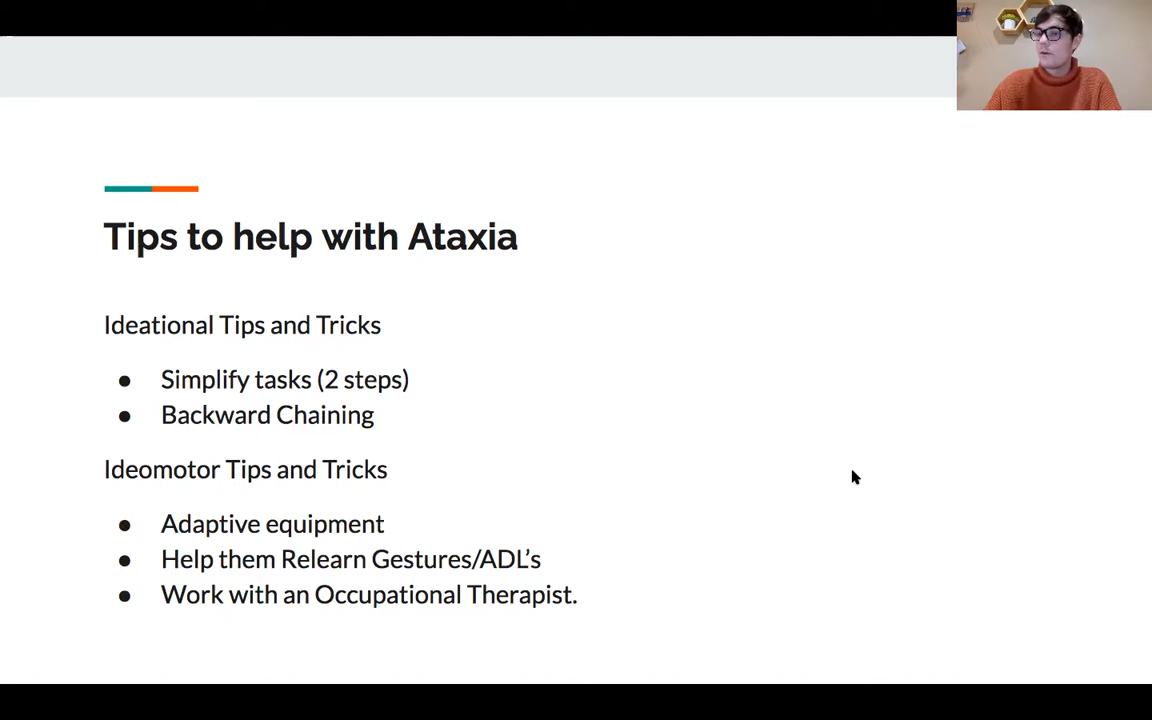 Tips to help with Ataxia
Ideational Tips and Tricks
● Simplify tasks (2 steps)
● Backward Chaining
Ideomotor Tips and Tricks
● Adaptive equipment
● Help them Relearn Gestures/ADL’s
● Work with an Occupational Therapist.